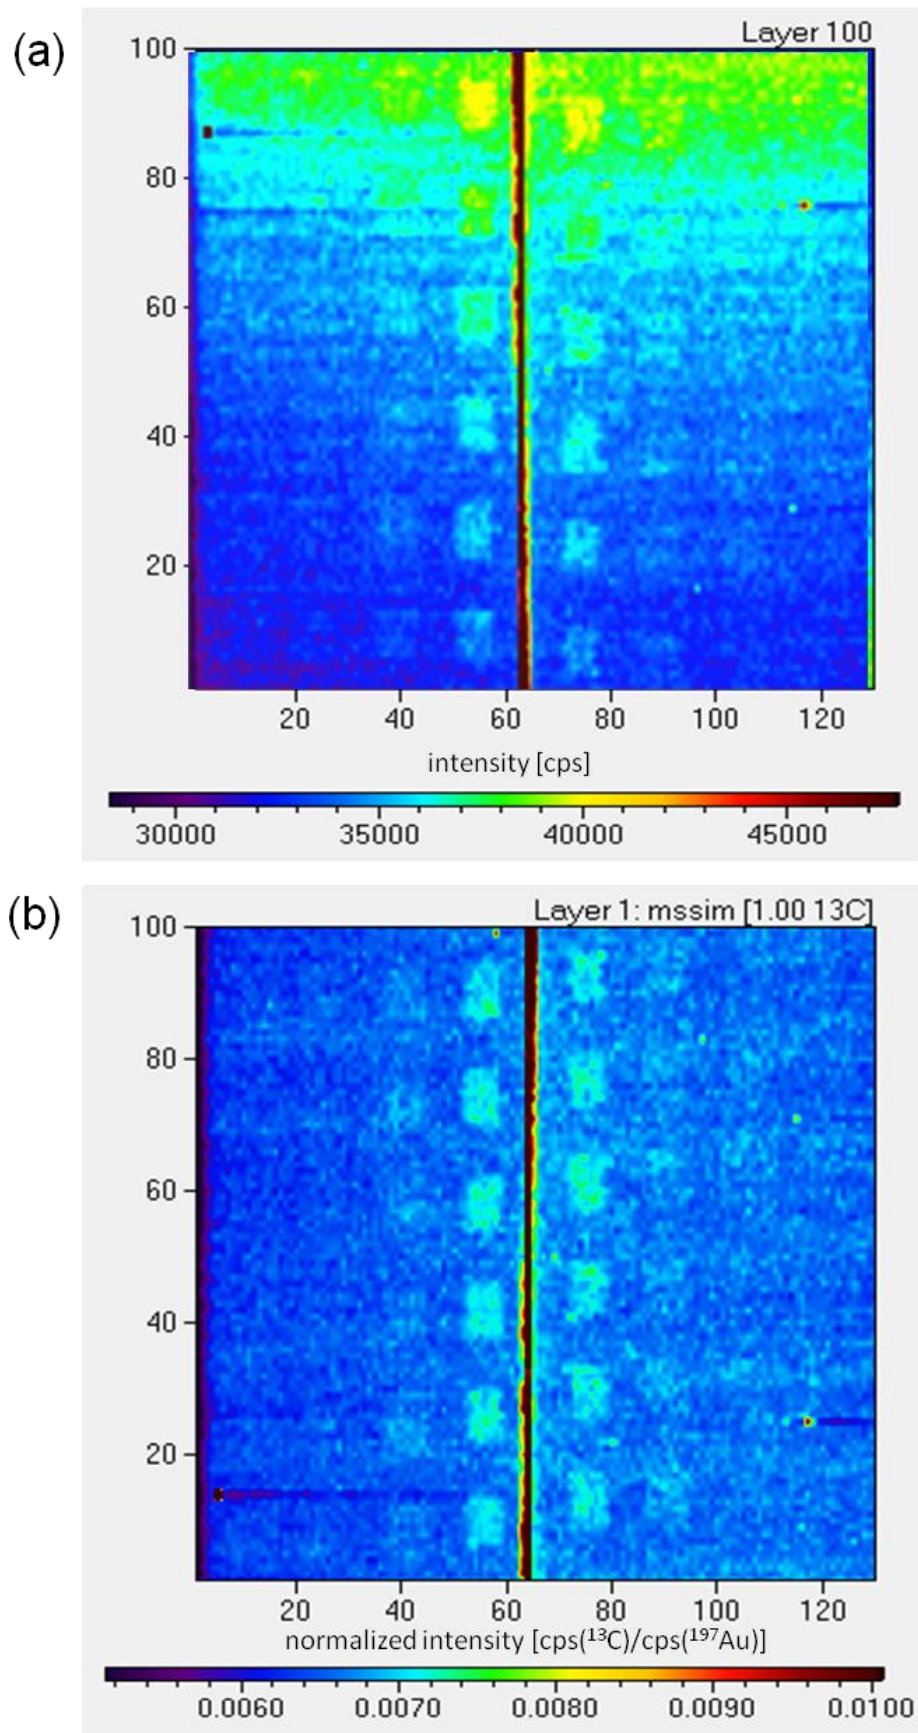 (a)
Layer 100
100
80
60
40
20
20 40 60 80 100 120
intensity [cps]
30000 35000 40000 45000
(b)
Layer 1: mssim [1.00 13C]
100
80
60
40
20
20 40 60 80 100 120
normalized intensity [cps(¹³C)/cps(¹⁹⁷Au)]
0.0060 0.0070 0.0080 0.0090 0.0100